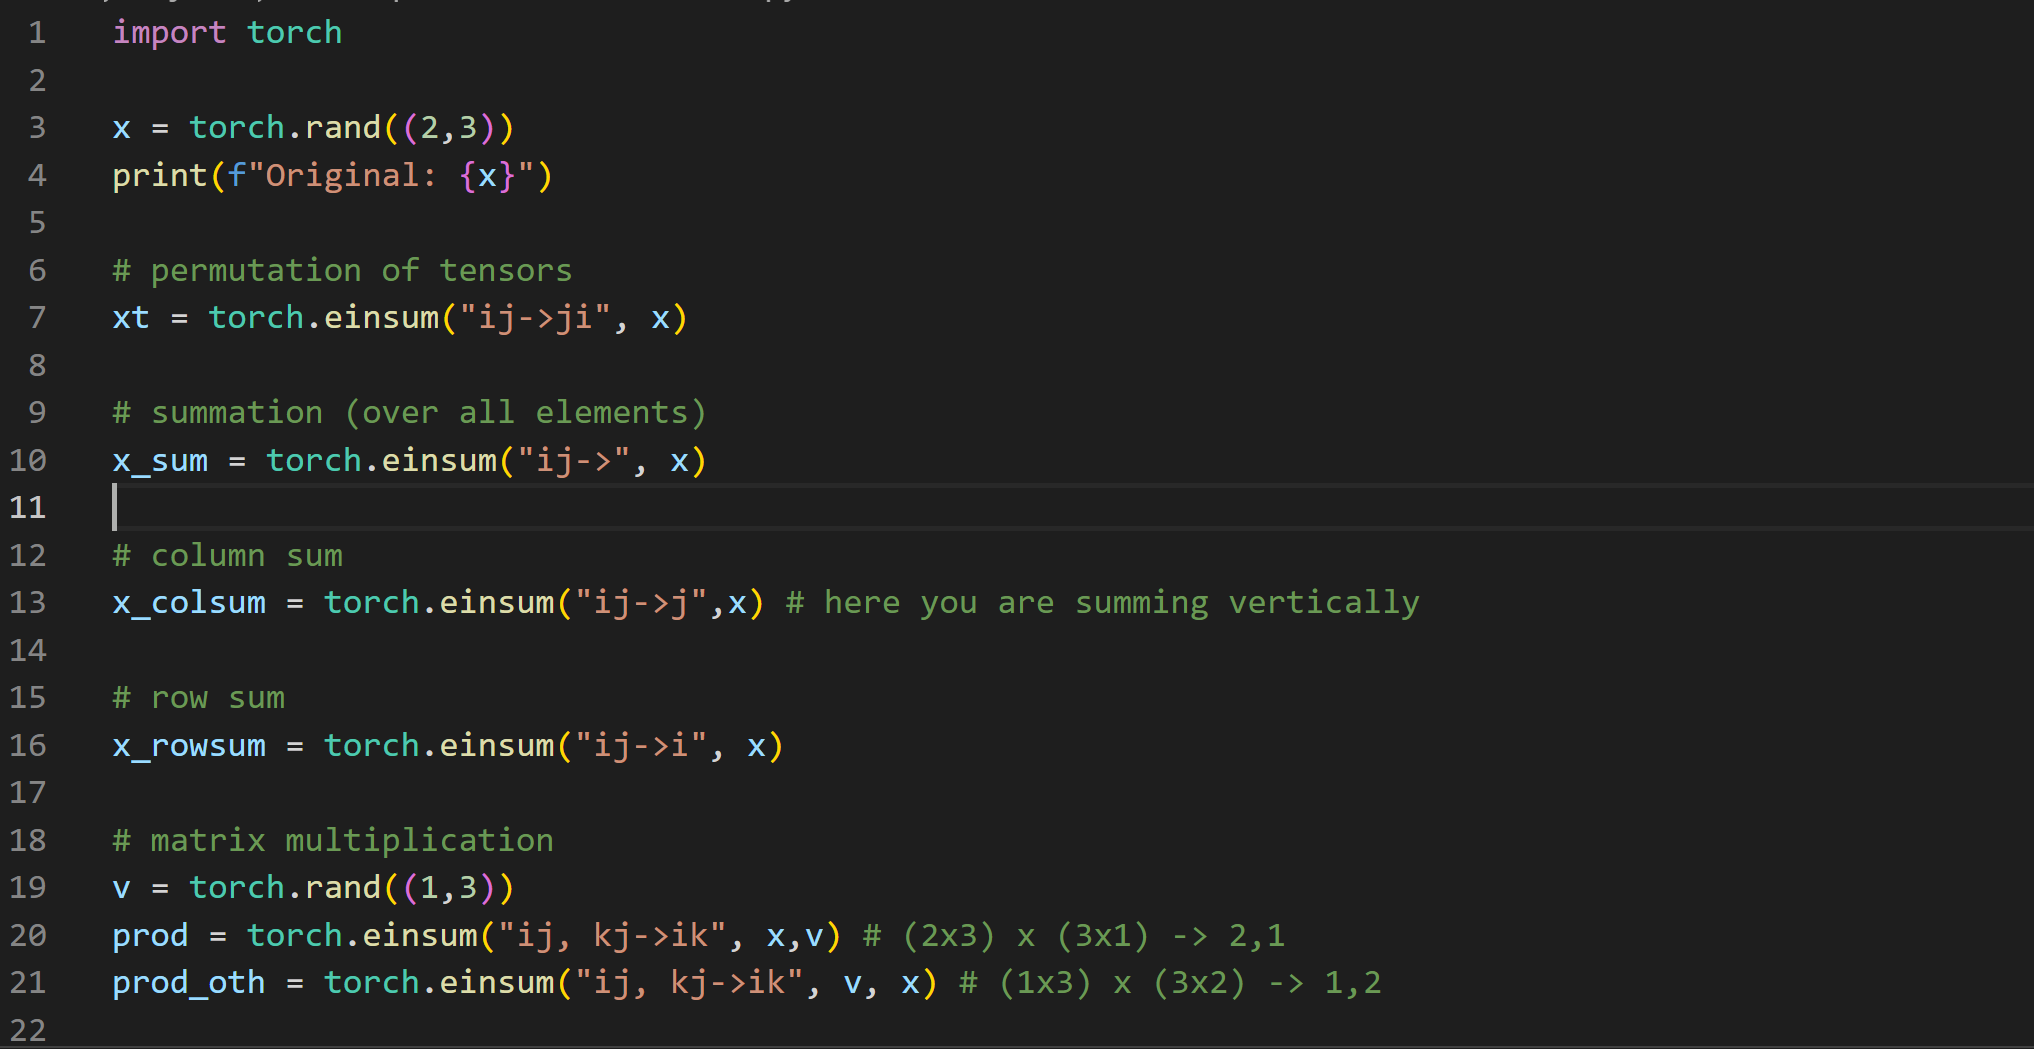 1 import torch
2
3 x = torch.rand((2,3))
4 print(f"Original: {x}")
5
6 # permutation of tensors
7 xt = torch.einsum("ij->ji", x)
8
9 # summation (over all elements)
10 x_sum = torch.einsum("ij->", x)
11
12 # column sum
13 x_colsum = torch.einsum("ij->j",x) # here you are summing vertically
14
15 # row sum
16 x_rowsum = torch.einsum("ij->i", x)
17
18 # matrix multiplication
19 v = torch.rand((1,3))
20 prod = torch.einsum("ij, kj->ik", x,v) # (2x3) x (3x1) -> 2,1
21 prod_oth = torch.einsum("ij, kj->ik", v, x) # (1x3) x (3x2) -> 1,2
22